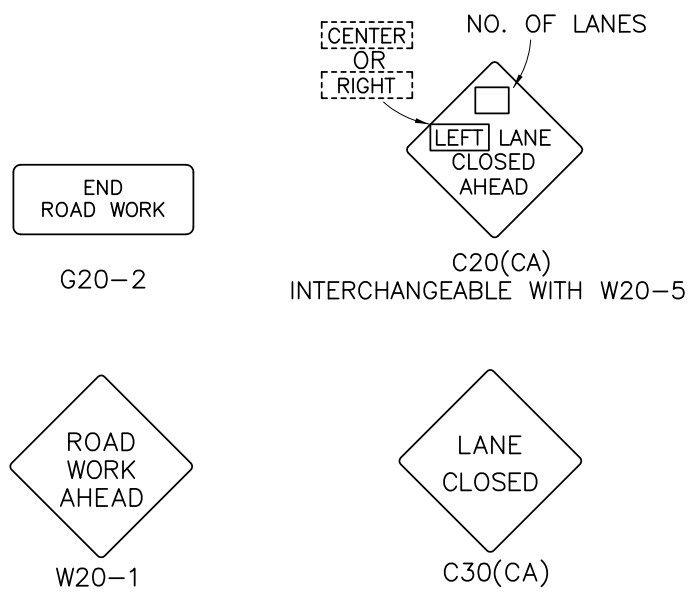 NO. OF LANES
CENTER
OR
RIGHT
LEFT LANE
CLOSED
AHEAD
C20(CA)
INTERCHANGEABLE WITH W20-5
END
ROAD WORK
G20-2
ROAD
WORK
AHEAD
W20-1
LANE
CLOSED
C30(CA)